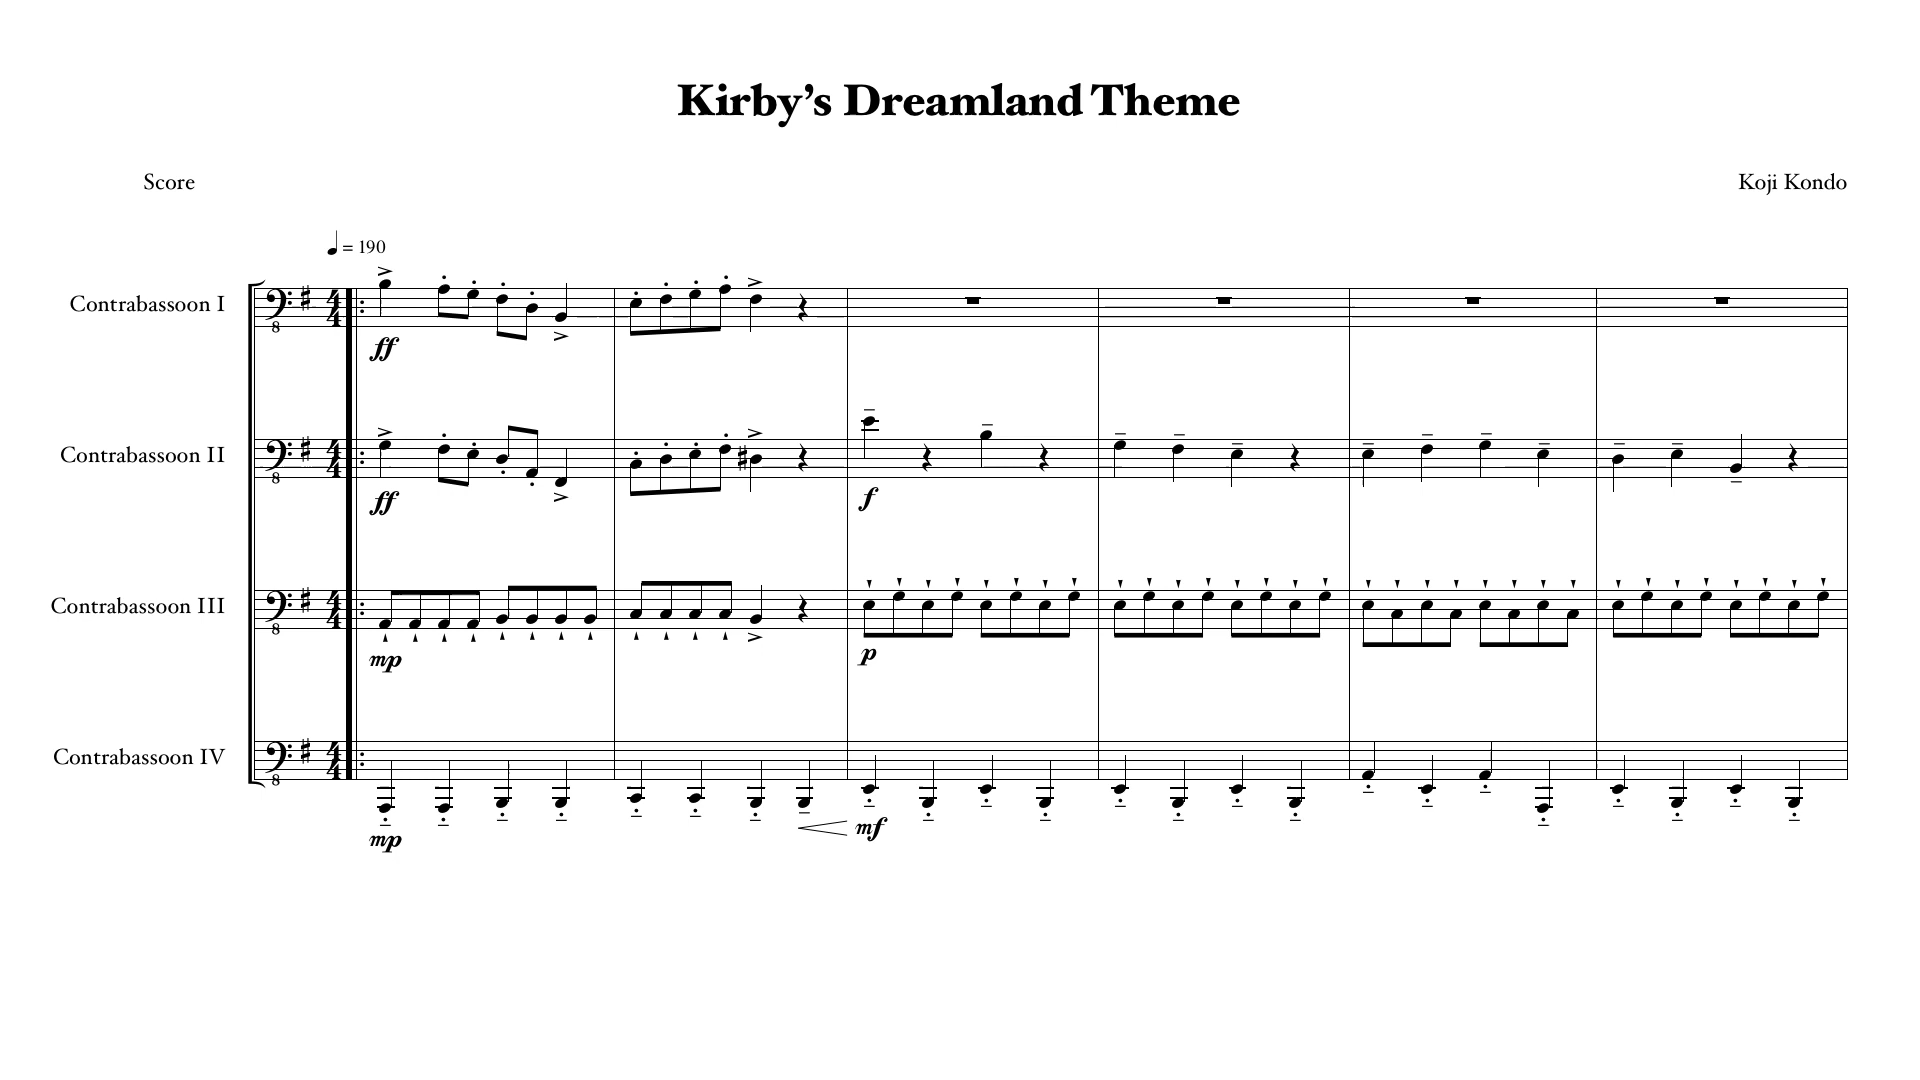 Kirby’s Dreamland Theme
Score
Koji Kondo
= 190
Contrabassoon I
ff
Contrabassoon II
ff
f
Contrabassoon III
mp
p
Contrabassoon IV
mp
mf